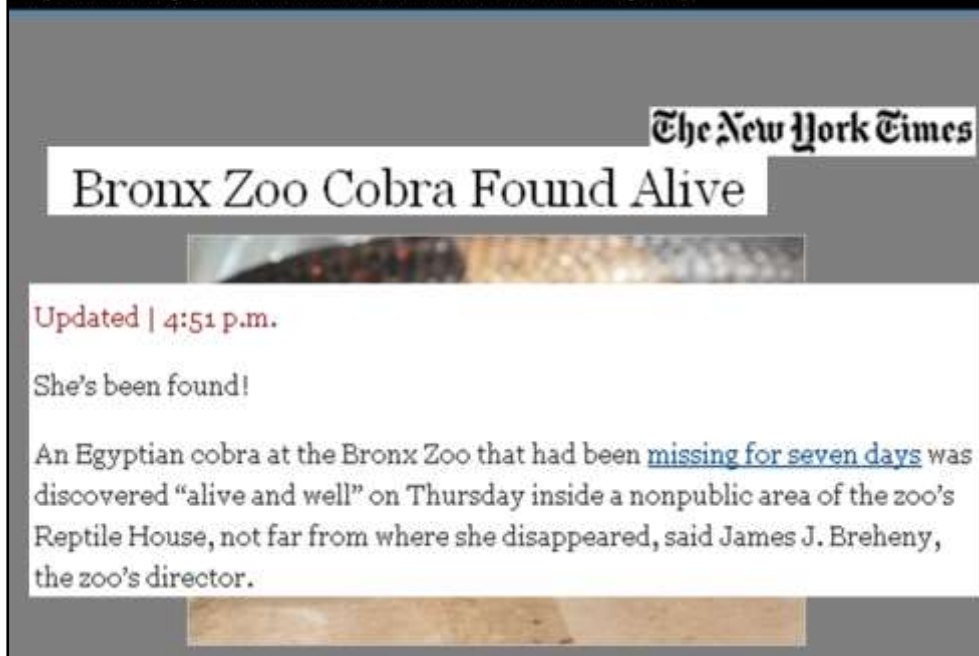 The New York Times
Bronx Zoo Cobra Found Alive
Updated | 4:51 p.m.
She's been found!
An Egyptian cobra at the Bronx Zoo that had been missing for seven days was
discovered “alive and well” on Thursday inside a nonpublic area of the zoo's
Reptile House, not far from where she disappeared, said James J. Breheny,
the zoo's director.